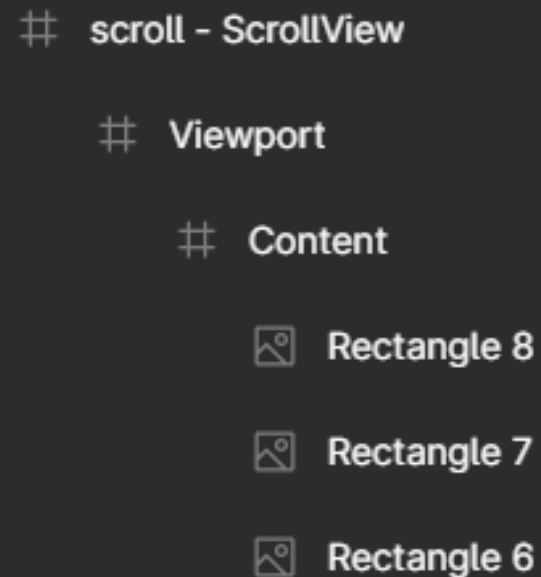 scroll - ScrollView
Viewport
Content
Rectangle 8
Rectangle 7
Rectangle 6